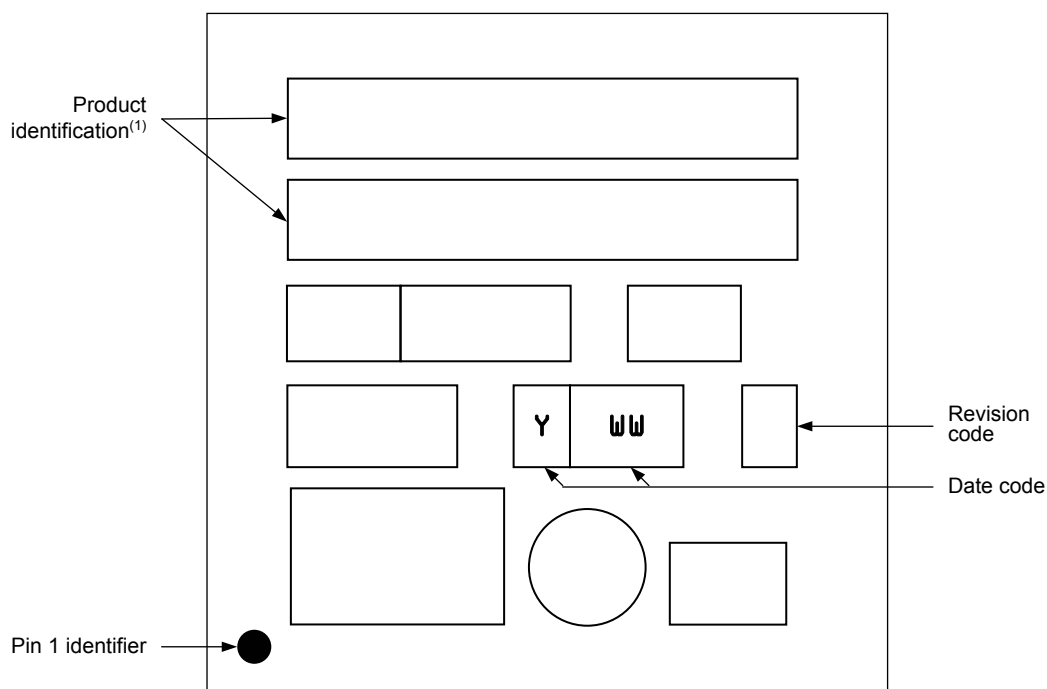 Product
identification(1)
Y WW
Revision
code
Date code
Pin 1 identifier